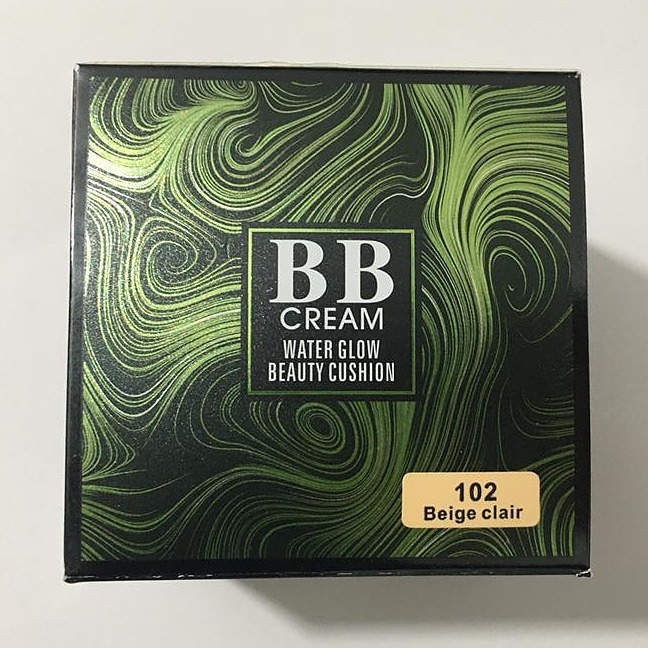 BB
CREAM
WATER GLOW
BEAUTY CUSHION
102
Beige clair